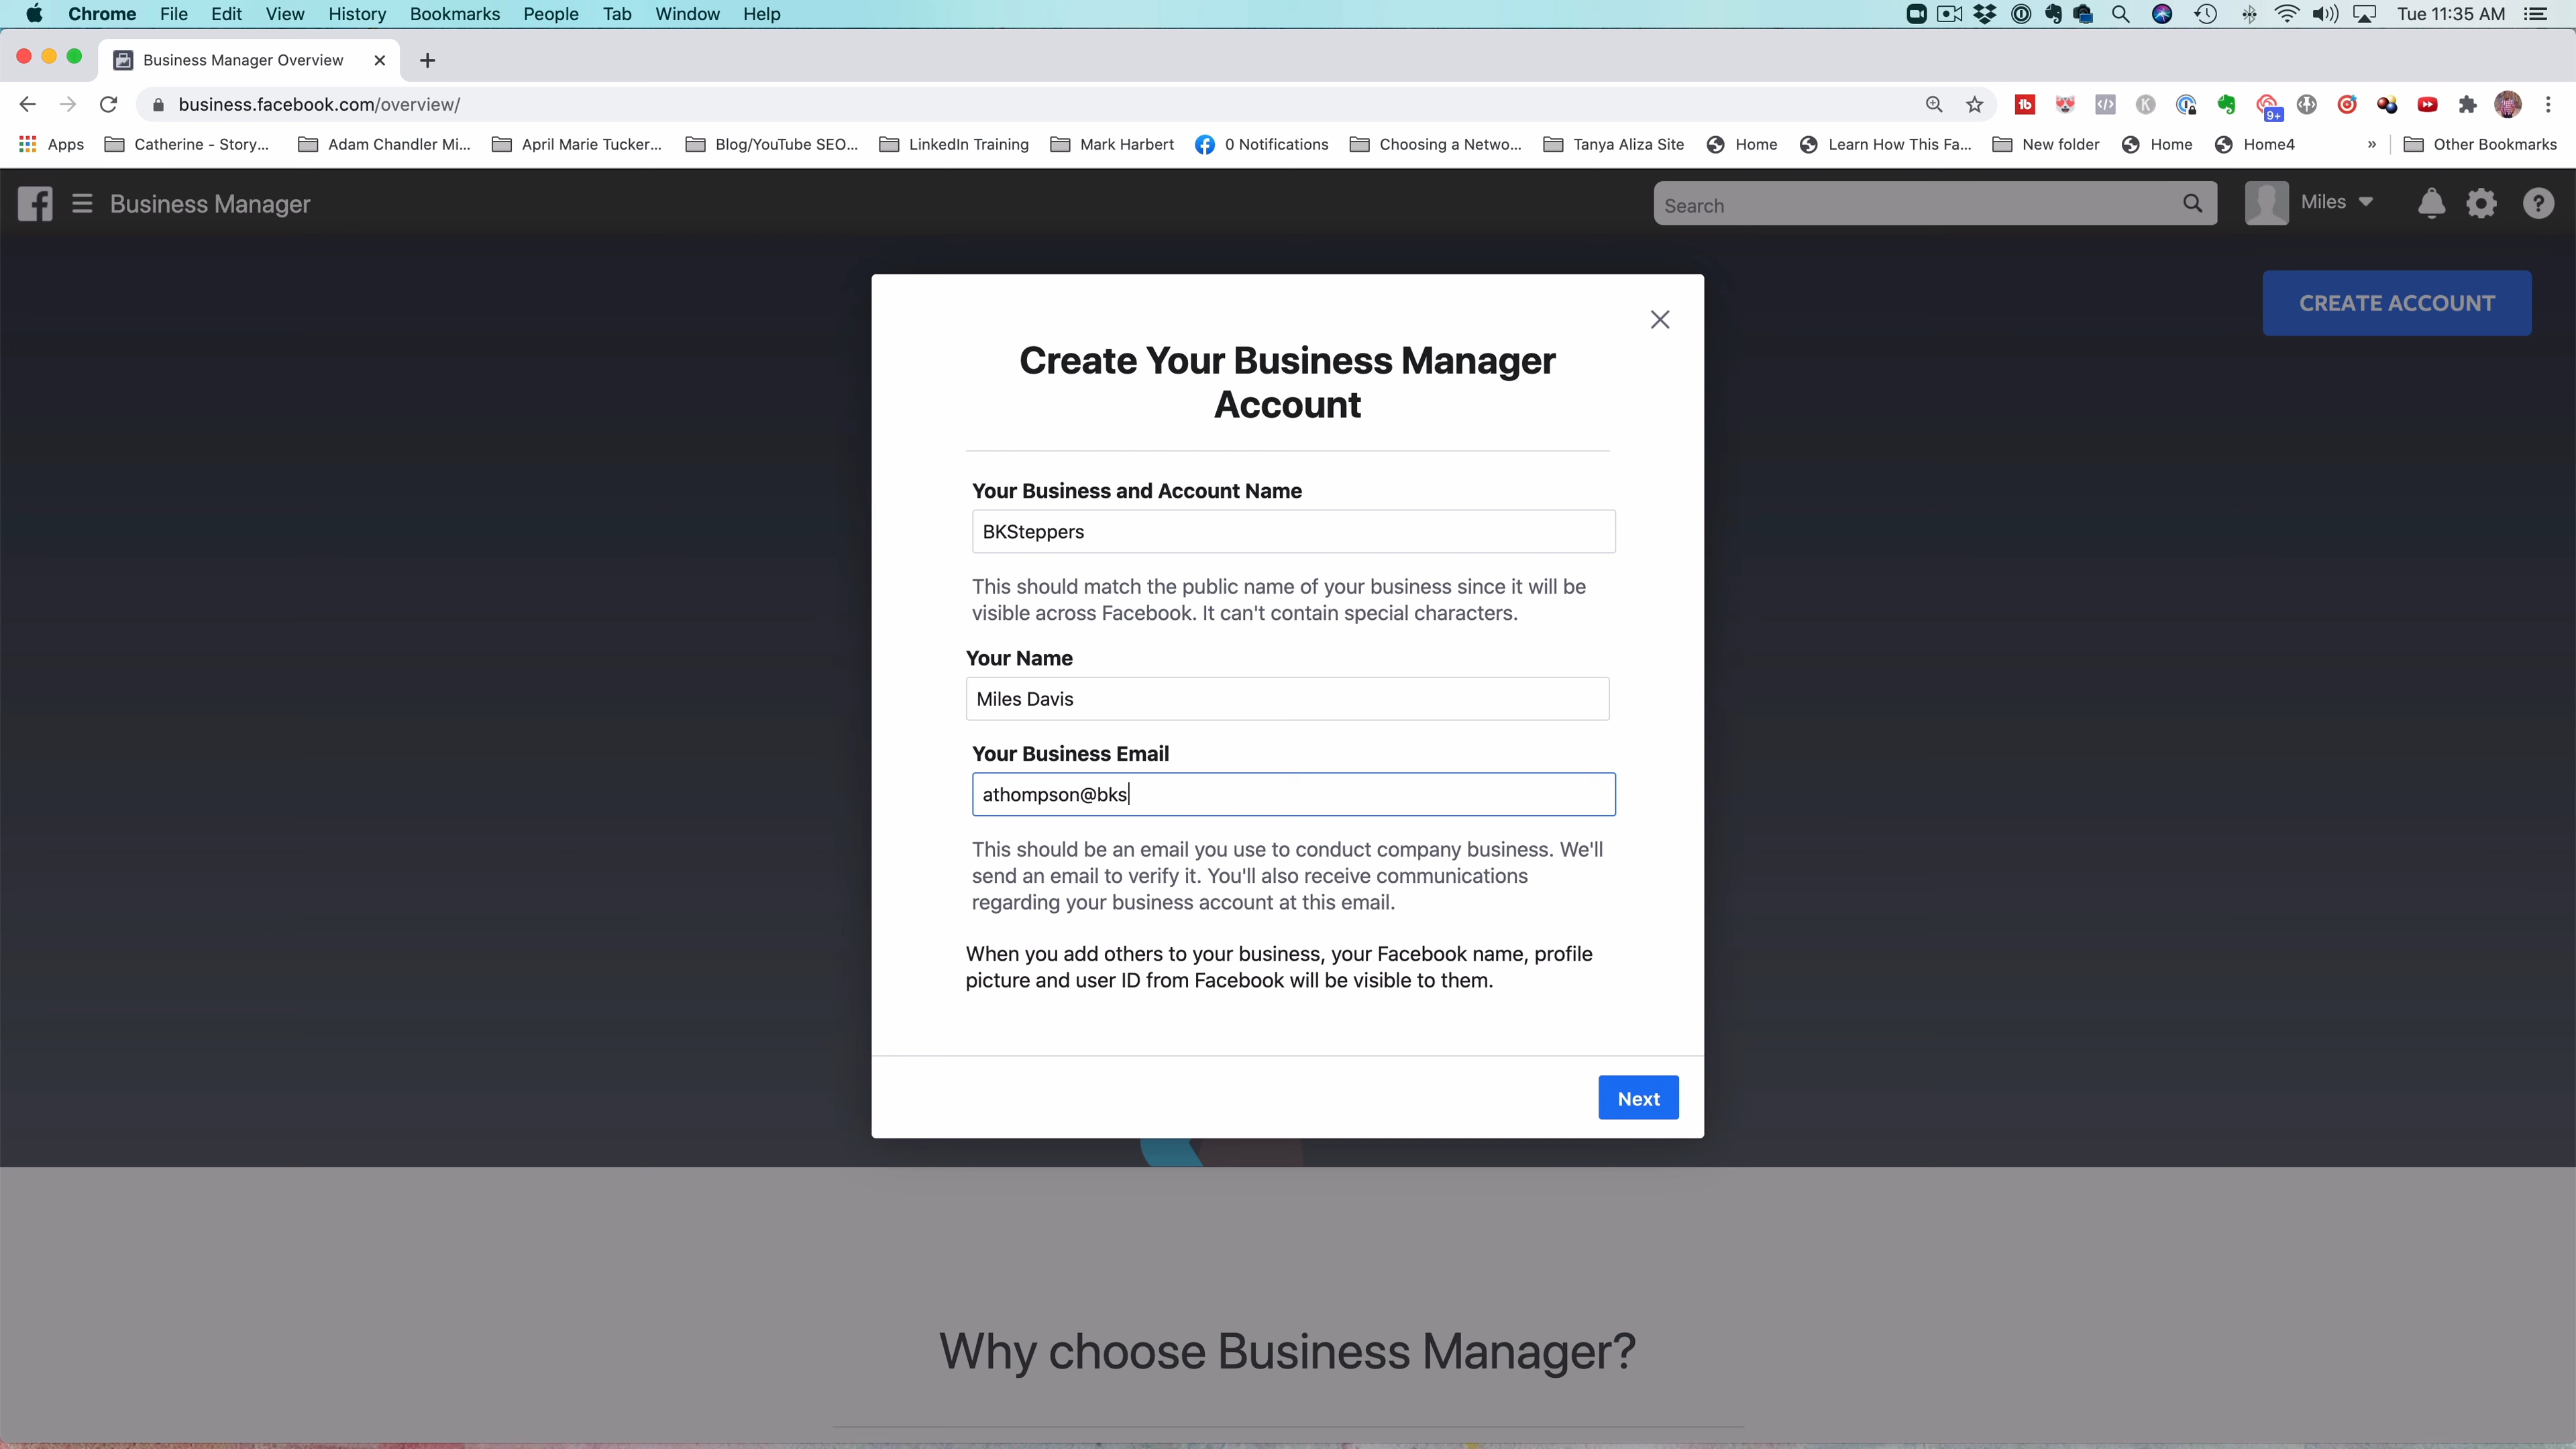 Chrome File Edit View History Bookmarks People Tab Window Help Tue 11:35 AM
Business Manager Overview
business.facebook.com/overview/
9+
Apps Catherine - Story... Adam Chandler Mi... April Marie Tucker... Blog/YouTube SEO... LinkedIn Training Mark Harbert 0 Notifications Choosing a Netwo... Tanya Aliza Site Home Learn How This Fa... New folder Home Home4 » Other Bookmarks
Business Manager Search Miles
CREATE ACCOUNT
Create Your Business Manager
Account
Your Business and Account Name
BKSteppers
This should match the public name of your business since it will be
visible across Facebook. It can't contain special characters.
Your Name
Miles Davis
Your Business Email
athompson@bks
This should be an email you use to conduct company business. We'll
send an email to verify it. You'll also receive communications
regarding your business account at this email.
When you add others to your business, your Facebook name, profile
picture and user ID from Facebook will be visible to them.
Next
Why choose Business Manager?